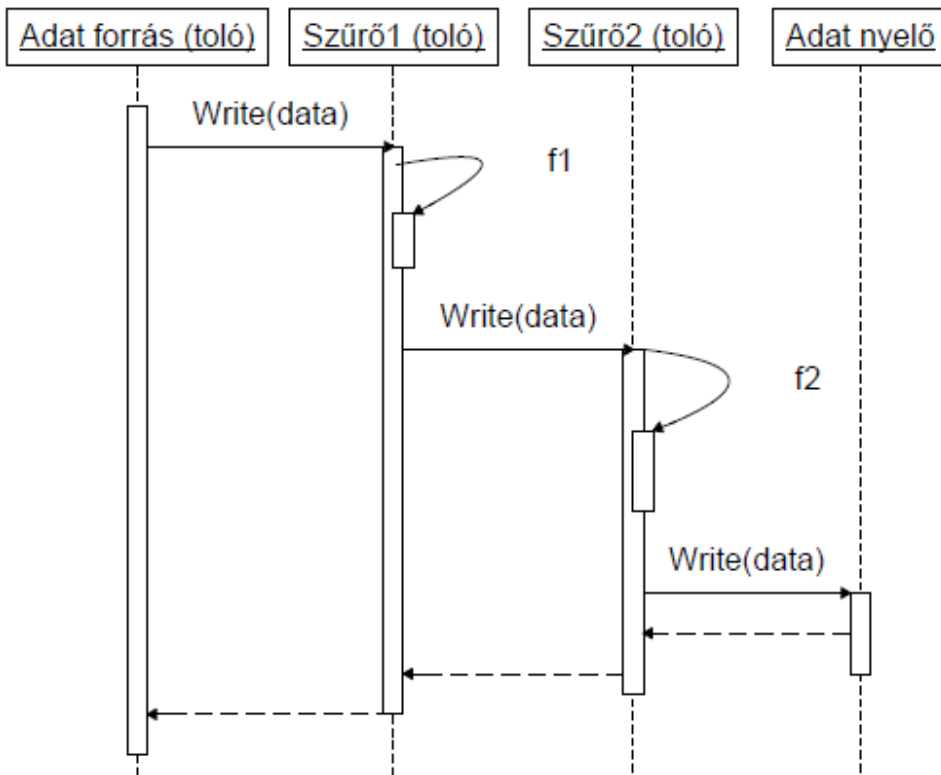 Adat forrás (toló)
Szűrő1 (toló)
Szűrő2 (toló)
Adat nyelő
Write(data)
f1
Write(data)
f2
Write(data)